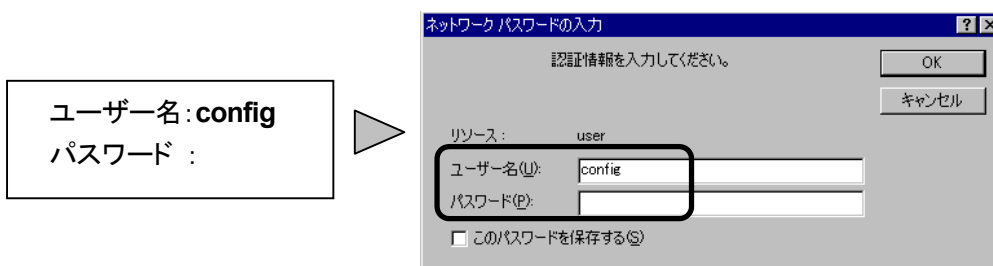 ユーザー名：config
パスワード ：
ネットワーク パスワードの入力
認証情報を入力してください。
OK
キャンセル
リソース： user
ユーザー名(U): config
パスワード(P):
このパスワードを保存する(S)